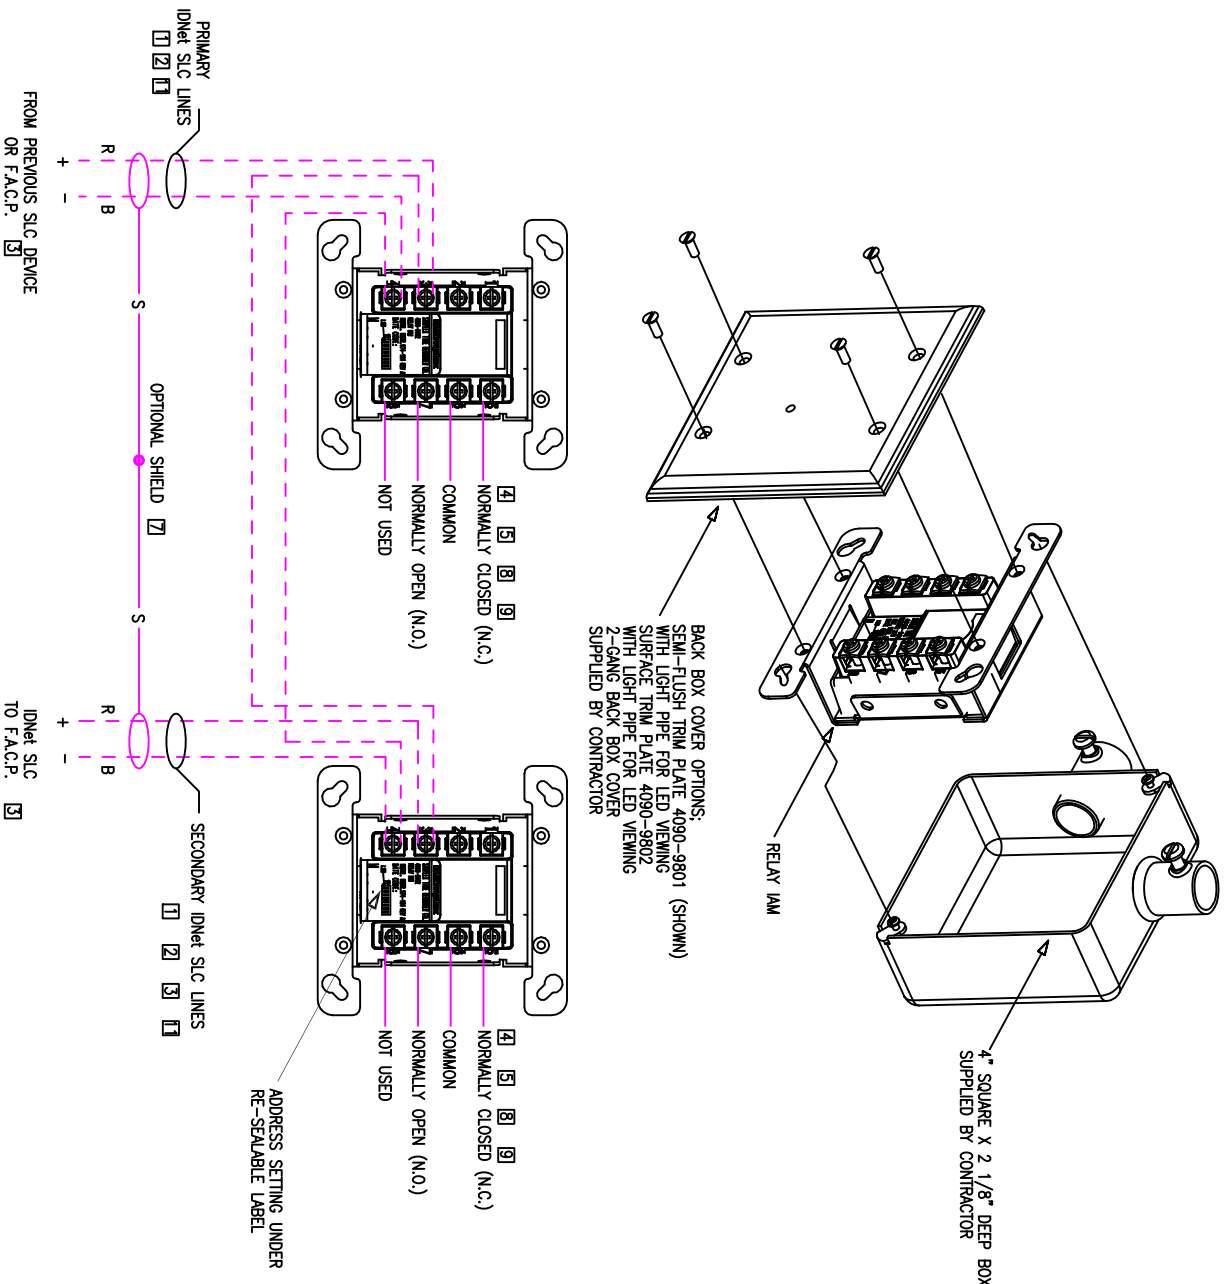 4" SQUARE X 2 1/8" DEEP BOX
SUPPLIED BY CONTRACTOR
RELAY IAM
BACK BOX COVER OPTIONS;
SEMI-FLUSH TRIM PLATE 4090-9801 (SHOWN)
WITH LIGHT PIPE FOR LED VIEWING
SURFACE TRIM PLATE 4090-9802
WITH LIGHT PIPE FOR LED VIEWING
2-GANG BACK BOX COVER
SUPPLIED BY CONTRACTOR
4 5 8 9
NORMALLY CLOSED (N.C.)
COMMON
NORMALLY OPEN (N.O.)
NOT USED
4 5 8 9
NORMALLY CLOSED (N.C.)
COMMON
NORMALLY OPEN (N.O.)
NOT USED
ADDRESS SETTING UNDER
RE-SEALABLE LABEL
PRIMARY
IDNet SLC LINES
1 2 11
SECONDARY IDNet SLC LINES
1 2 3 11
OPTIONAL SHIELD 7
S
S
R
B
R
B
+
-
+
-
FROM PREVIOUS SLC DEVICE
OR F.A.C.P. 3
IDNet SLC
TO F.A.C.P. 3